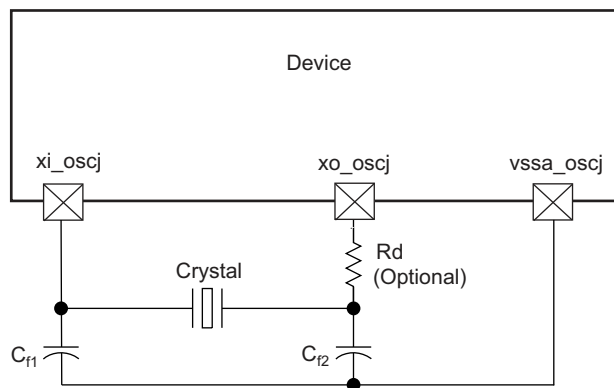 Device
xi_oscj
xo_oscj
vssa_oscj
Rd
(Optional)
Crystal
Cf1
Cf2